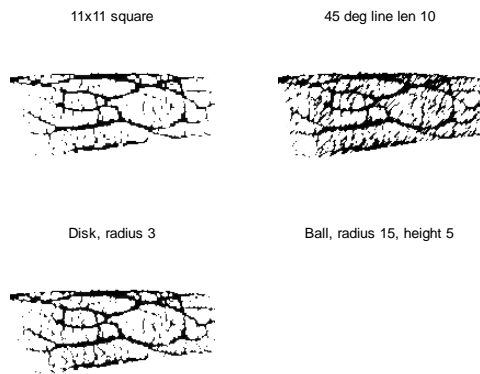 11x11 square
45 deg line len 10
Disk, radius 3
Ball, radius 15, height 5